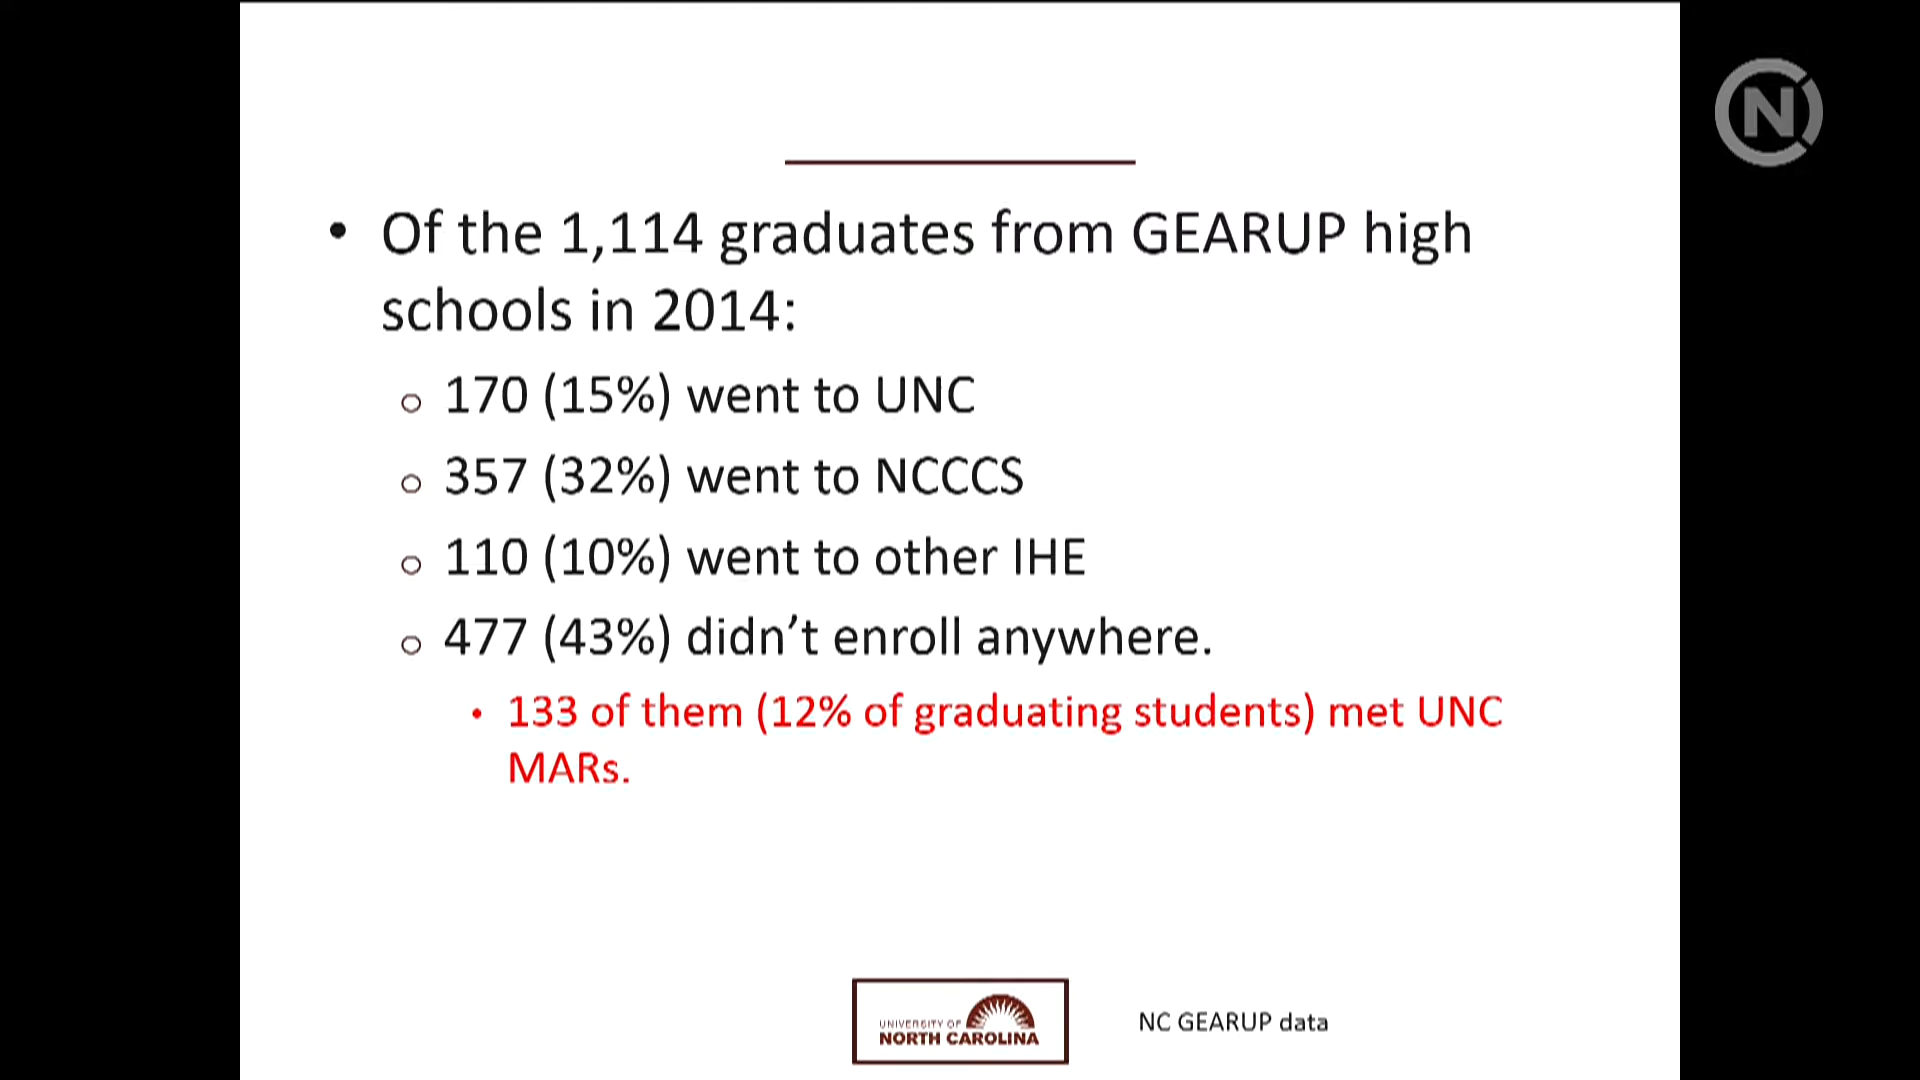 • Of the 1,114 graduates from GEARUP high
schools in 2014:
o 170 (15%) went to UNC
o 357 (32%) went to NCCCS
o 110 (10%) went to other IHE
o 477 (43%) didn’t enroll anywhere.
• 133 of them (12% of graduating students) met UNC
MARs.
UNIVERSITY OF
NORTH CAROLINA
NC GEARUP data
CN